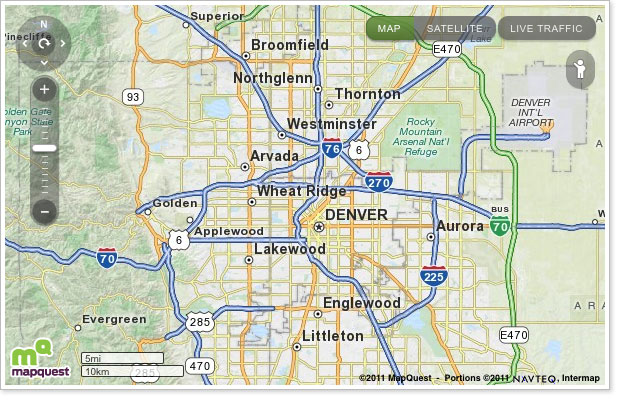 Superior
Pinecliffe
N
Broomfield
MAP
SATELLITE
LIVE TRAFFIC
E470
Northglenn
93
Thornton
Golden Gate
Canyon State
Park
Westminster
Rocky
Mountain
Arsenal Nat'l
Refuge
DENVER
INT'L
AIRPORT
76
6
Arvada
270
Wheat Ridge
Golden
DENVER
BUS
70
Applewood
6
Aurora
W
Lakewood
70
225
Englewood
ARA
Evergreen
285
E470
Littleton
mq
mapquest
5mi
10km
285
470
©2011 MapQuest - Portions ©2011 NAVTEQ, Intermap